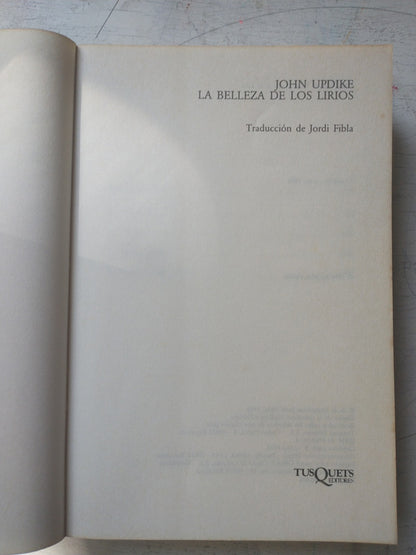 JOHN UPDIKE
LA BELLEZA DE LOS LIRIOS
Traducción de Jordi Fibla
TUSQUETS
EDITORES